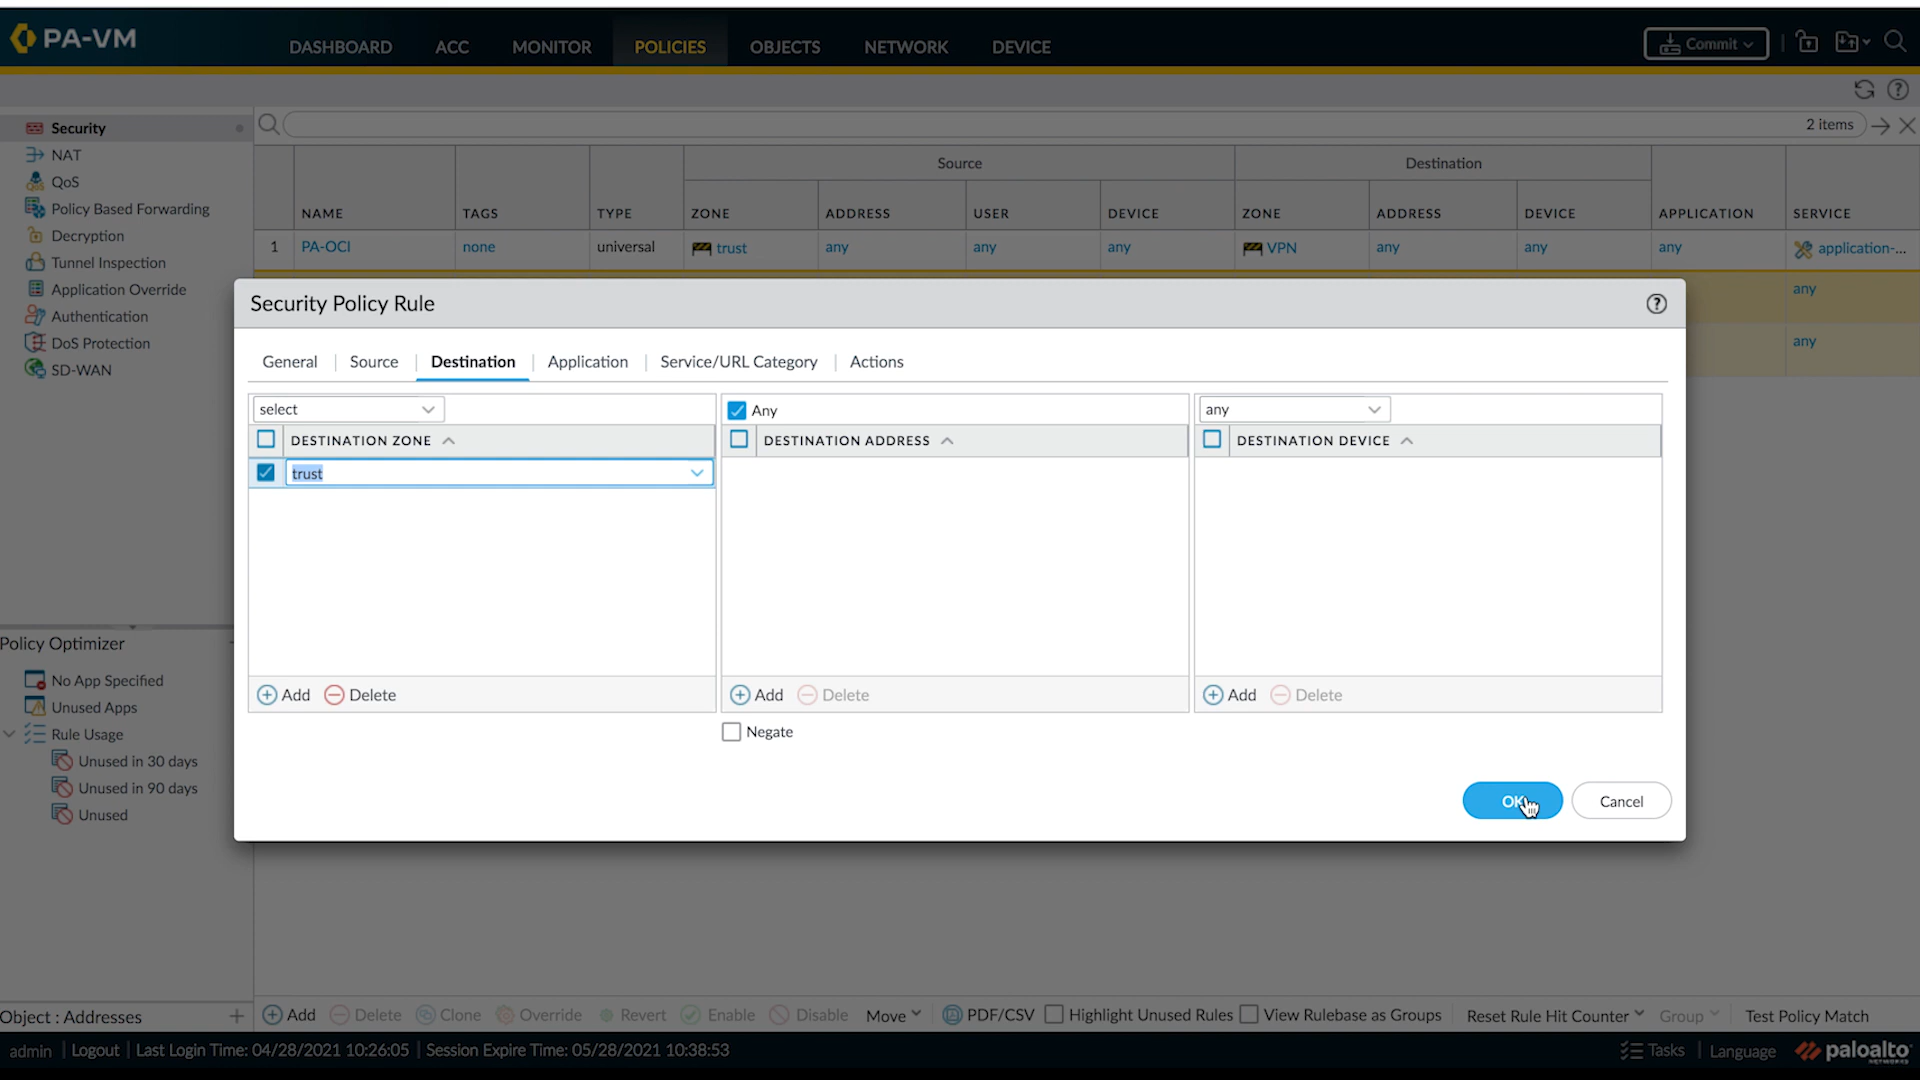 PA-VM
DASHBOARD ACC MONITOR POLICIES OBJECTS NETWORK DEVICE
Commit
Security
NAT
QoS
Policy Based Forwarding
Decryption
Tunnel Inspection
Application Override
Authentication
DoS Protection
SD-WAN
2 items
Source Destination
NAME TAGS TYPE ZONE ADDRESS USER DEVICE ZONE ADDRESS DEVICE APPLICATION SERVICE
1 PA-OCI none universal trust any any any VPN any any any application-...
any
any
Security Policy Rule
General Source Destination Application Service/URL Category Actions
select Any any
DESTINATION ZONE DESTINATION ADDRESS DESTINATION DEVICE
trust
Add Delete Add Delete Add Delete
Negate
OK Cancel
Policy Optimizer
No App Specified
Unused Apps
Rule Usage
Unused in 30 days
Unused in 90 days
Unused
Object : Addresses
Add Delete Clone Override Revert Enable Disable Move PDF/CSV Highlight Unused Rules View Rulebase as Groups Reset Rule Hit Counter Group Test Policy Match
admin Logout Last Login Time: 04/28/2021 10:26:05 Session Expire Time: 05/28/2021 10:38:53 Tasks Language paloalto
NETWORKS